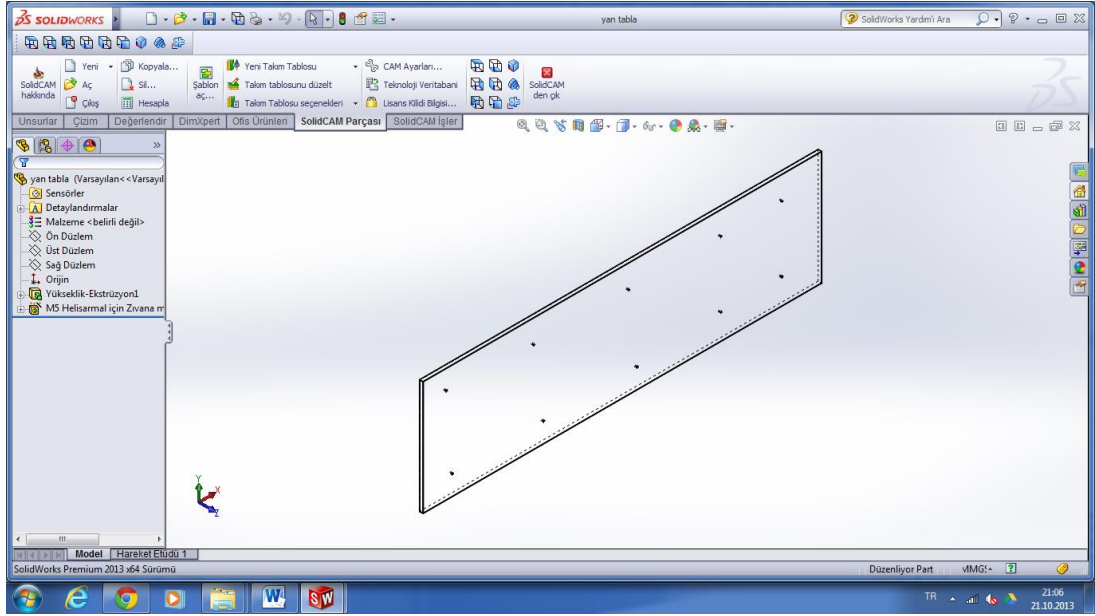 SOLIDWORKS
yan tabla
SolidWorks Yardım'ı Ara
SolidCAM hakkında
Yeni
Aç
Çıkış
Kopyala...
Sil...
Hesapla
Şablon aç...
Yeni Takım Tablosu
Takım tablosunu düzelt
Takım Tablosu seçenekleri
CAM Ayarları...
Teknoloji Veritabani
Lisans Kilidi Bilgisi...
SolidCAM den çık
Unsurlar Çizim Değerlendir DimXpert Ofis Ürünleri SolidCAM Parçası SolidCAM İşler
yan tabla (Varsayılan<<Varsayıl
Sensörler
Detaylandırmalar
Malzeme <belirli değil>
Ön Düzlem
Üst Düzlem
Sağ Düzlem
Orijin
Yükseklik-Ekstrüzyon1
M5 Helisarmal için Zıvana m
Y
X
Z
Model Hareket Etüdü 1
SolidWorks Premium 2013 x64 Sürümü
Düzenliyor Part
TR
21:06
21.10.2013